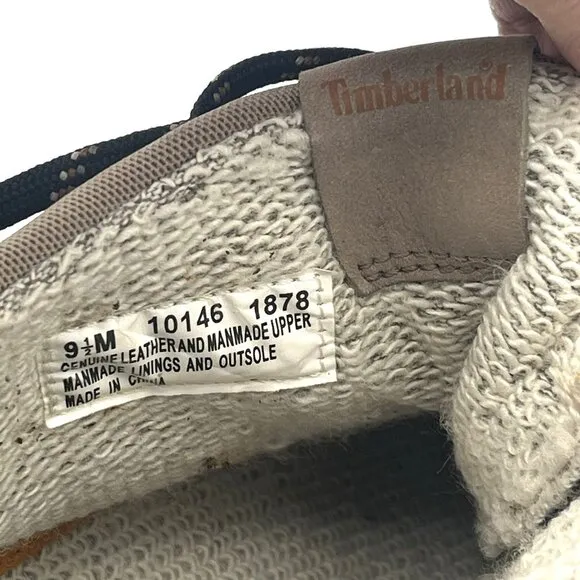 Timberland®
9½M 10146 1878
GENUINE LEATHER AND MANMADE UPPER
MANMADE LININGS AND OUTSOLE
MADE IN CHINA